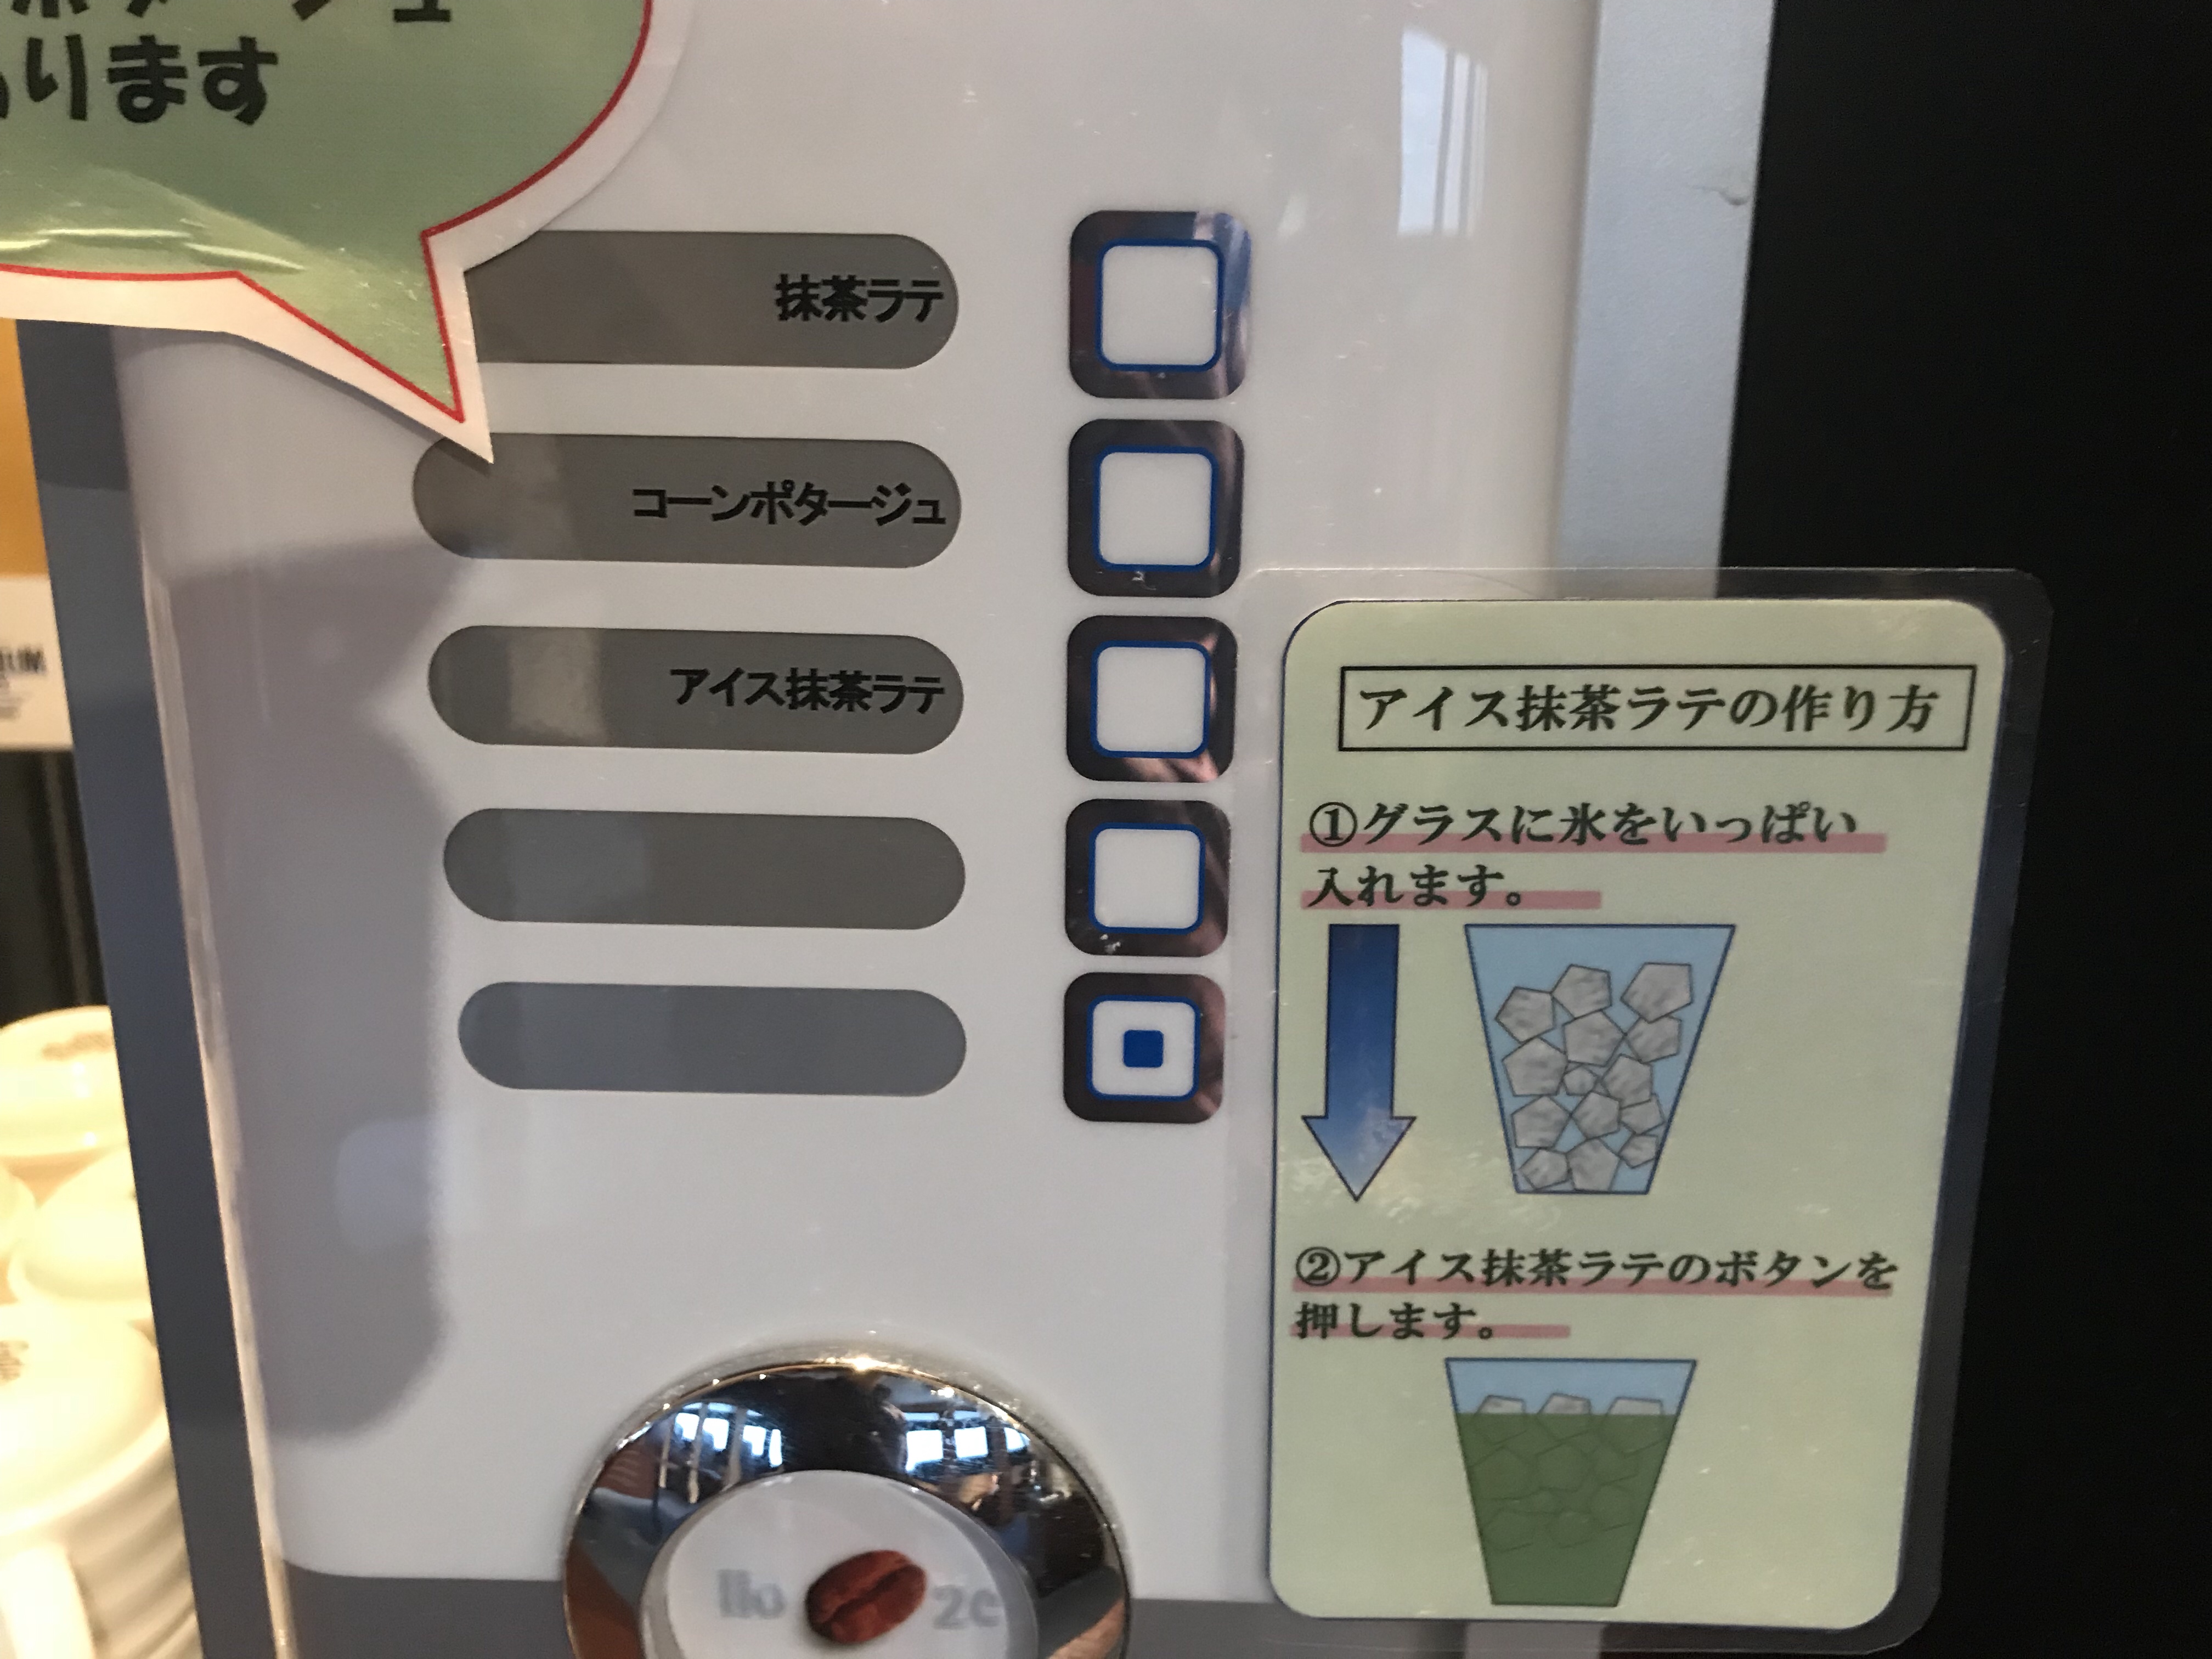 ります
抹茶ラテ
コーンポタージュ
アイス抹茶ラテ
アイス抹茶ラテの作り方
①グラスに氷をいっぱい
入れます。
②アイス抹茶ラテのボタンを
押します。